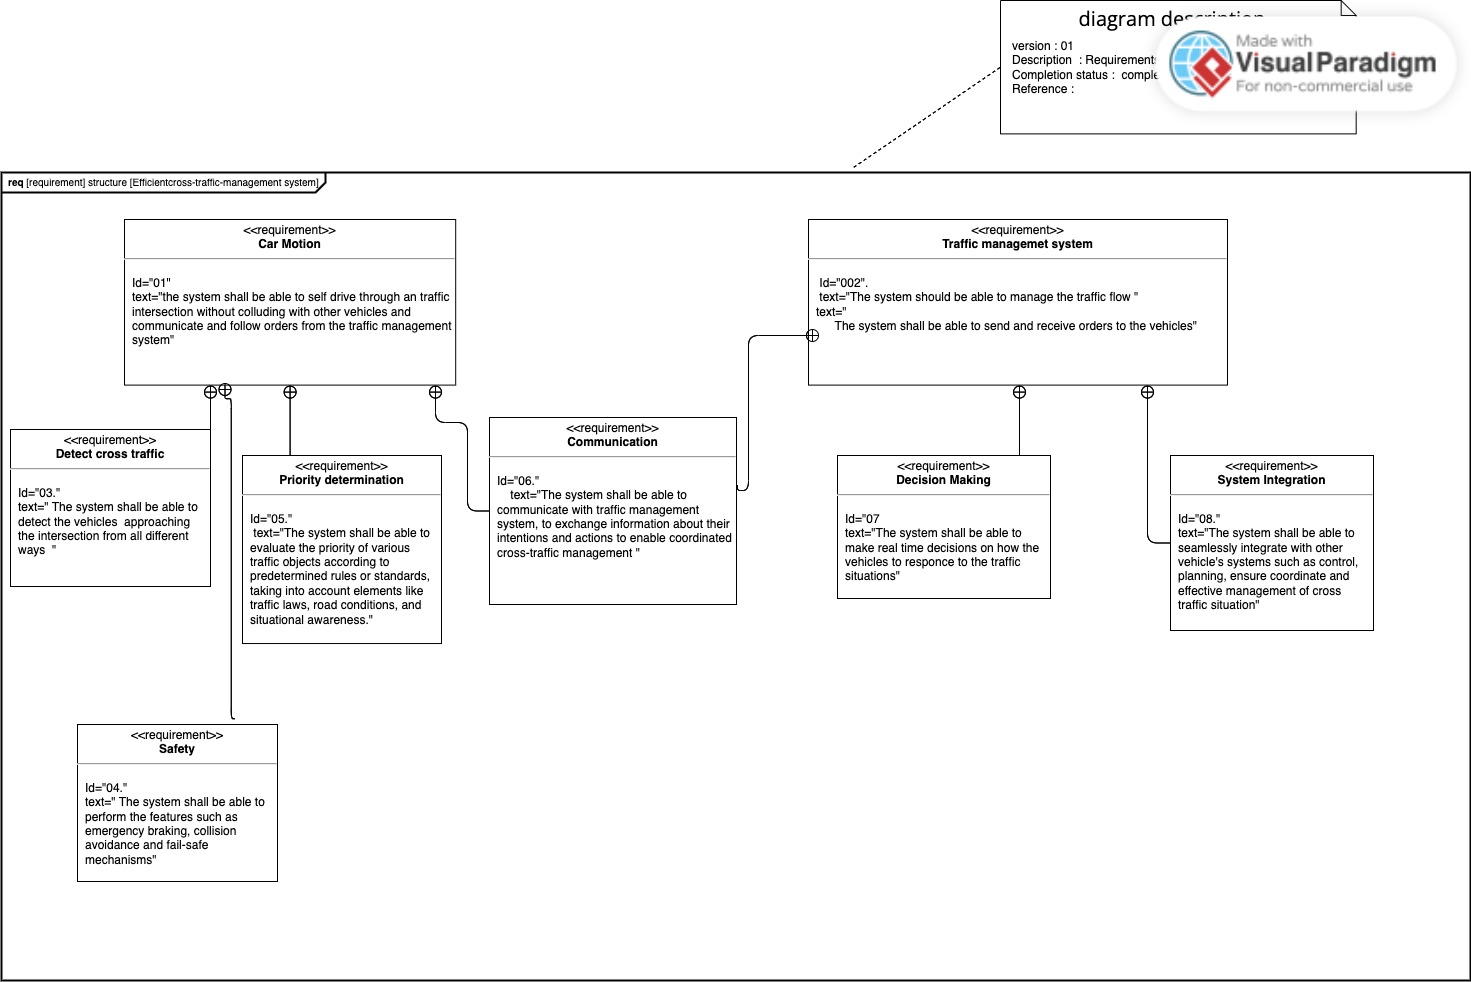 diagram description
version : 01
Description : Requirements
Completion status :
Reference :
Made with
Visual Paradigm
For non-commercial use
req [requirement] structure [Efficientcross-traffic-management system]
<<requirement>>
Car Motion
Id="01"
text="the system shall be able to self drive through an traffic
intersection without colluding with other vehicles and
communicate and follow orders from the traffic management
system"
<<requirement>>
Traffic managemet system
Id="002".
text="The system should be able to manage the traffic flow "
text="
The system shall be able to send and receive orders to the vehicles"
<<requirement>>
Detect cross traffic
Id="03."
text=" The system shall be able to
detect the vehicles approaching
the intersection from all different
ways "
<<requirement>>
Priority determination
Id="05."
text="The system shall be able to
evaluate the priority of various
traffic objects according to
predetermined rules or standards,
taking into account elements like
traffic laws, road conditions, and
situational awareness."
<<requirement>>
Communication
Id="06."
text="The system shall be able to
communicate with traffic management
system, to exchange information about their
intentions and actions to enable coordinated
cross-traffic management "
<<requirement>>
Decision Making
Id="07
text="The system shall be able to
make real time decisions on how the
vehicles to responce to the traffic
situations"
<<requirement>>
System Integration
Id="08."
text="The system shall be able to
seamlessly integrate with other
vehicle's systems such as control,
planning, ensure coordinate and
effective management of cross
traffic situation"
<<requirement>>
Safety
Id="04."
text=" The system shall be able to
perform the features such as
emergency braking, collision
avoidance and fail-safe
mechanisms"